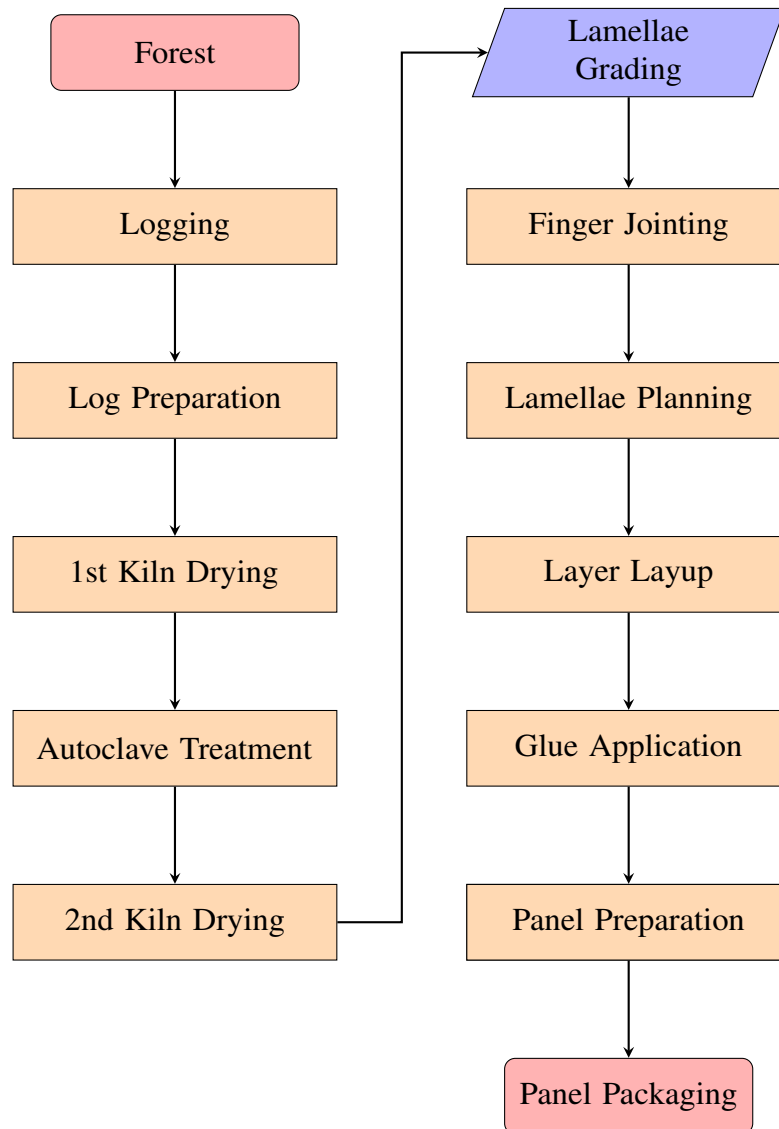 Forest
Logging
Log Preparation
1st Kiln Drying
Autoclave Treatment
2nd Kiln Drying
Lamellae
Grading
Finger Jointing
Lamellae Planning
Layer Layup
Glue Application
Panel Preparation
Panel Packaging